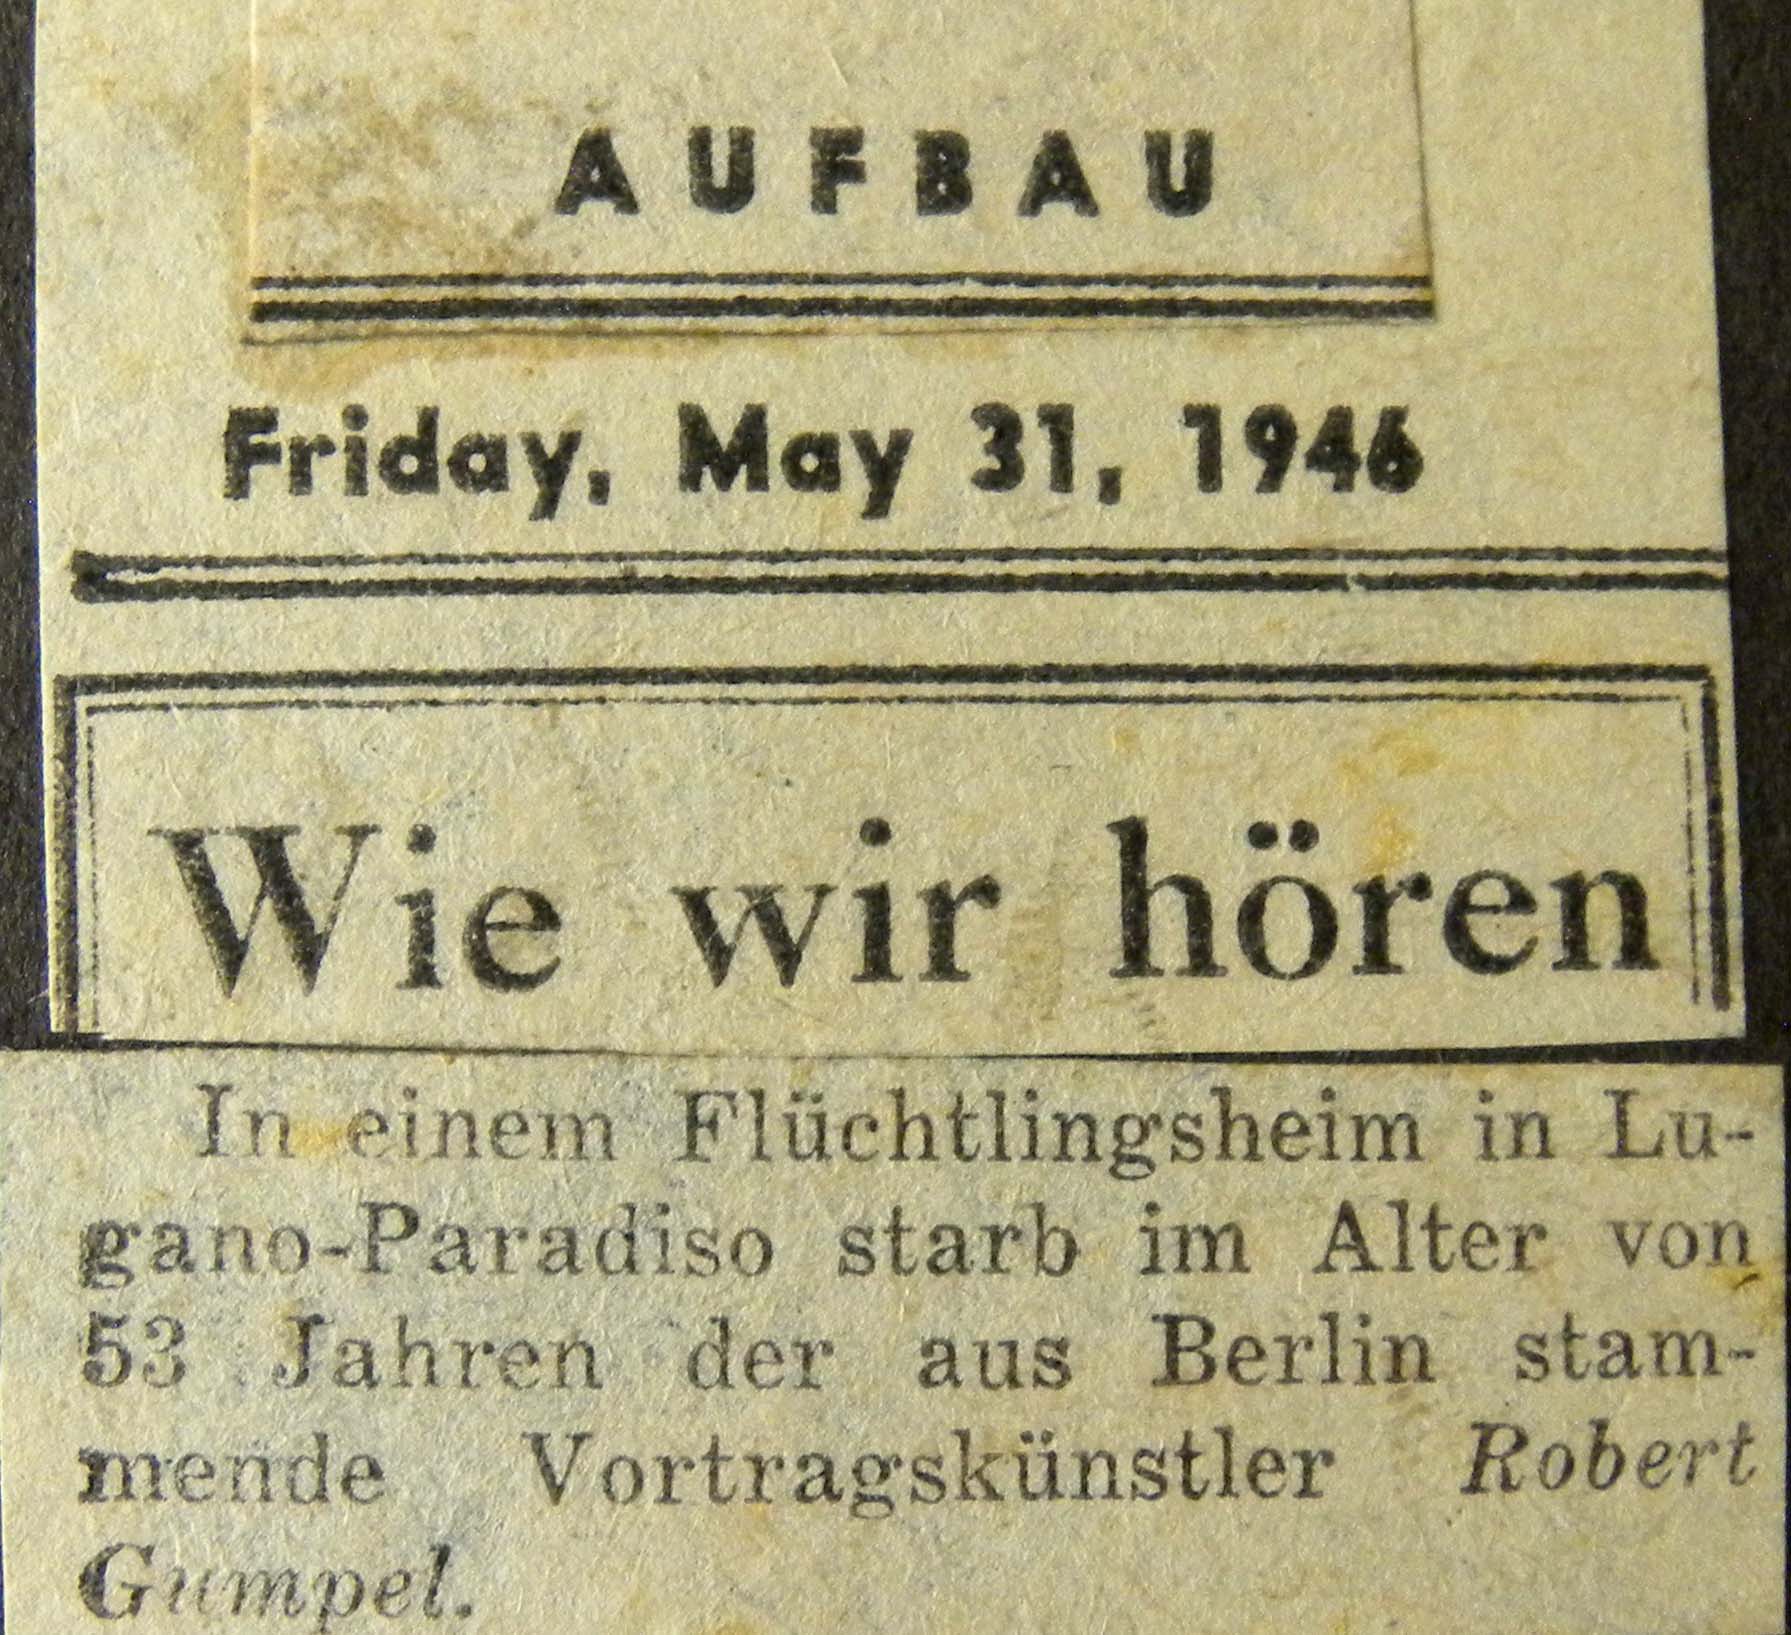 AUFBAU
Friday, May 31, 1946
Wie wir hören
In einem Flüchtlingsheim in Lu-
gano-Paradiso starb im Alter von
53 Jahren der aus Berlin stam-
mende Vortragskünstler Robert
Gumpel.